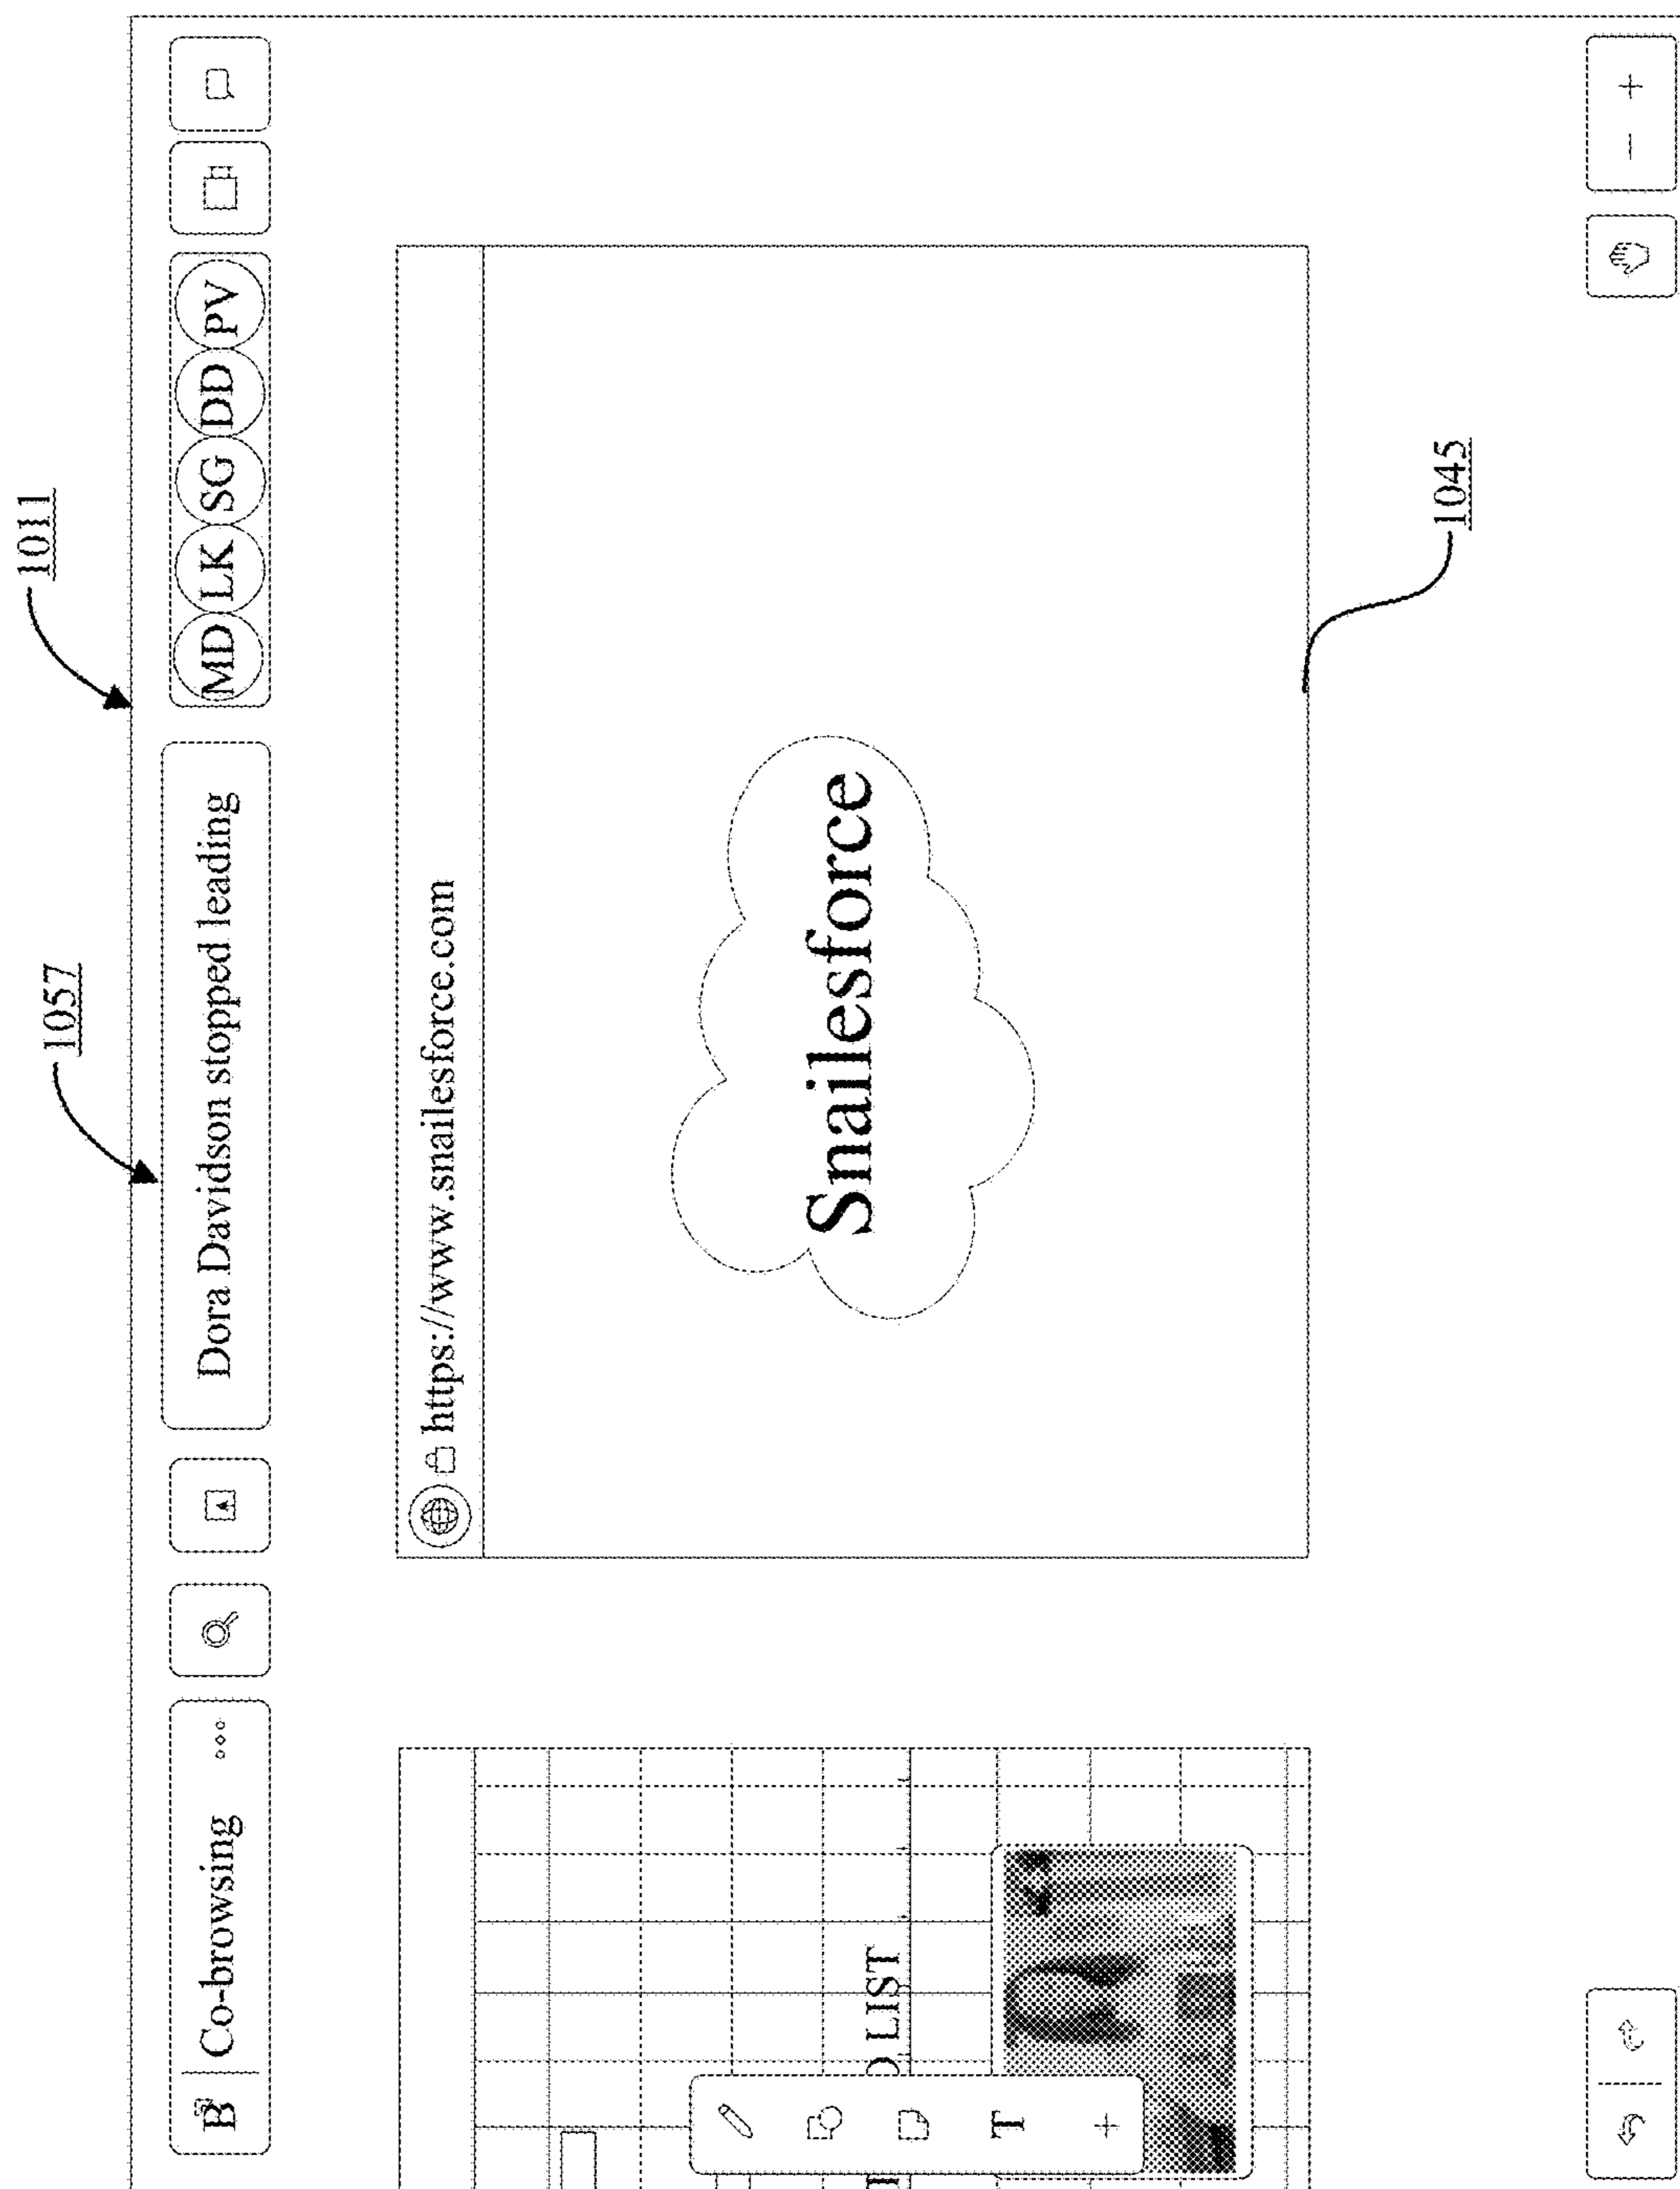 1057
1011
B
Co-browsing
Dora Davidson stopped leading
MD LK SG DD PV
https://www.snailesforce.com
Snailesforce
LIST
T
1045